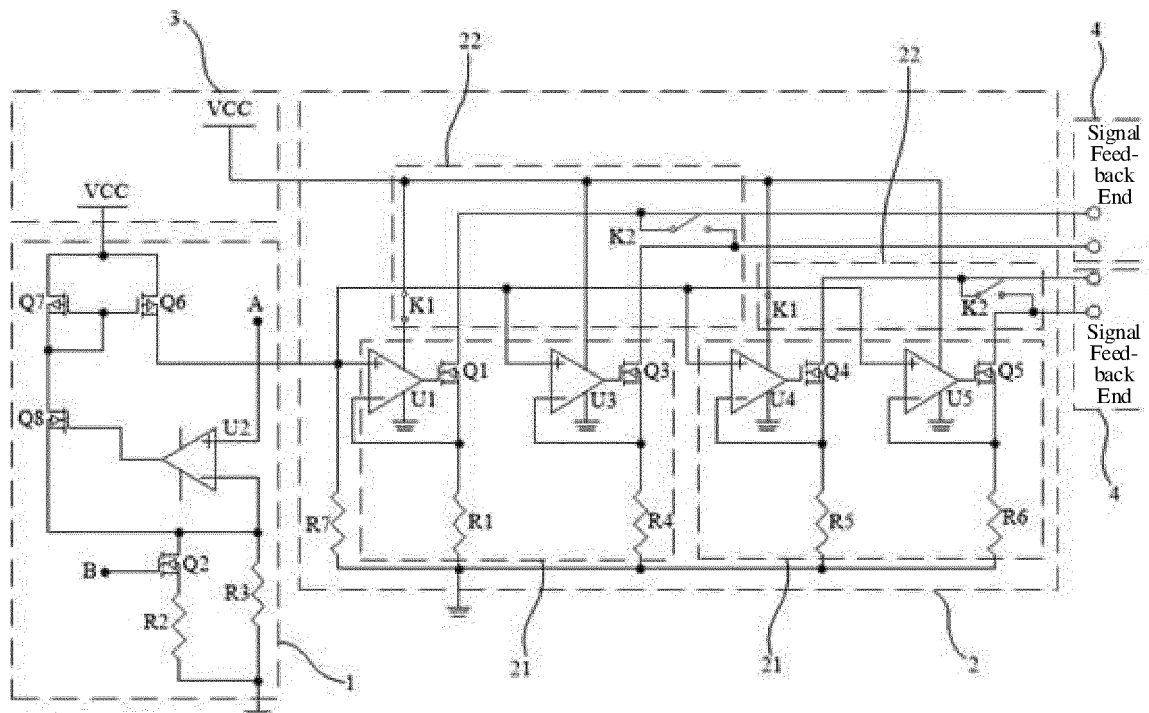 3
22
4
22
VCC
Signal
Feed-
back
End
VCC
K2
Q7
Q6
A
K1
K1
K2
Signal
Feed-
back
End
Q1
Q3
Q4
Q5
U1
U3
U4
U5
Q8
U2
4
R7
R1
R4
R5
R6
B
Q2
R3
R2
21
21
2
1